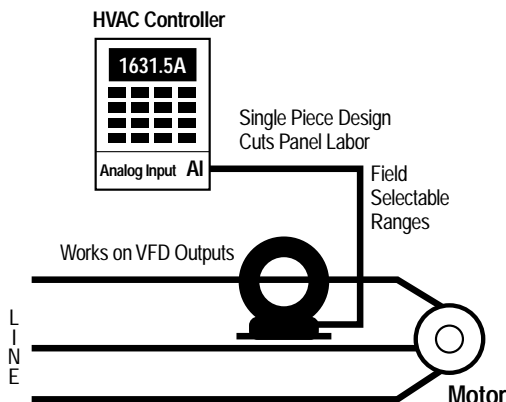 HVAC Controller
1631.5A
Analog Input AI
Single Piece Design
Cuts Panel Labor
Field
Selectable
Ranges
Works on VFD Outputs
LINE
Motor